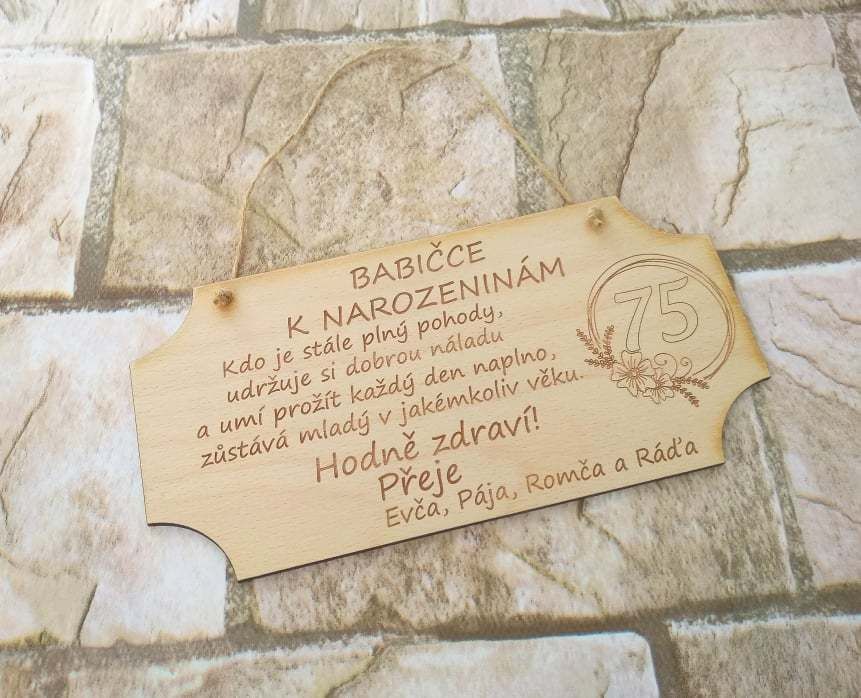 BABIČCE
K NAROZENINÁM
Kdo je stále plný pohody,
udržuje si dobrou náladu
a umí prožít každý den naplno,
zůstává mladý v jakémkoliv věku.
Hodně zdraví!
Přeje
Evča, Pája, Romča a Ráďa
75